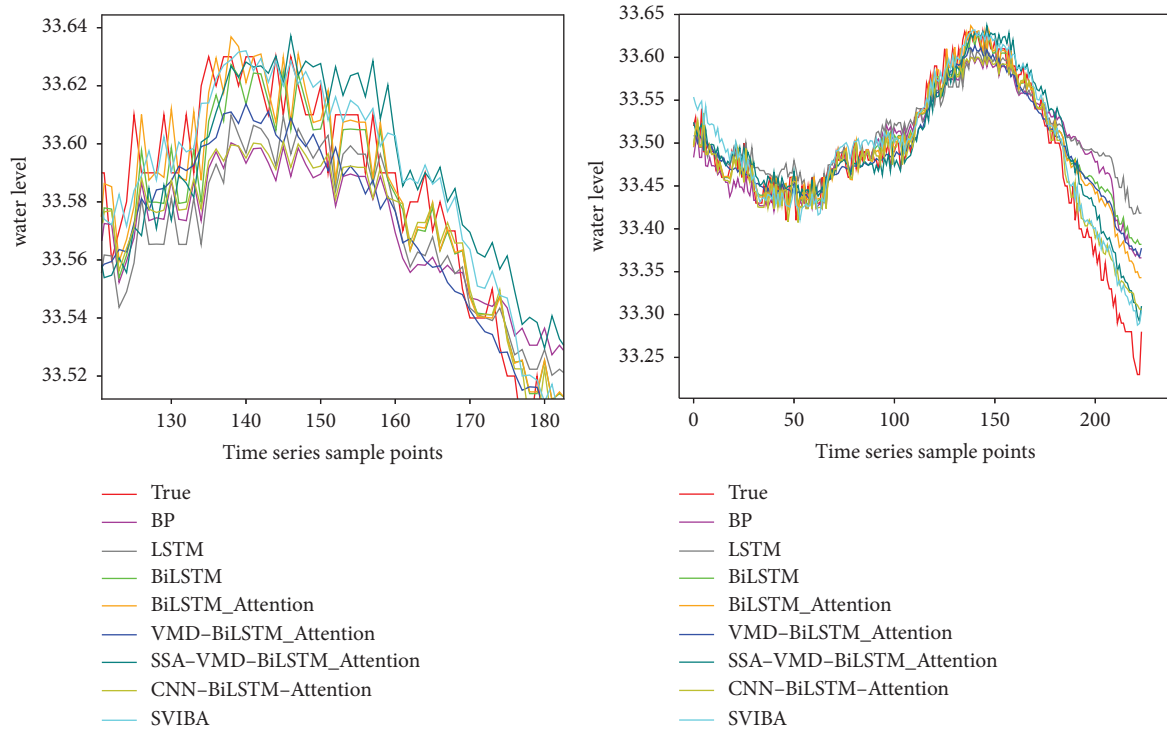 water level
33.64
33.62
33.60
33.58
33.56
33.54
33.52
130 140 150 160 170 180
Time series sample points
True
BP
LSTM
BiLSTM
BiLSTM_Attention
VMD–BiLSTM_Attention
SSA–VMD–BiLSTM_Attention
CNN–BiLSTM–Attention
SVIBA
water level
33.65
33.60
33.55
33.50
33.45
33.40
33.35
33.30
33.25
0 50 100 150 200
Time series sample points
True
BP
LSTM
BiLSTM
BiLSTM_Attention
VMD–BiLSTM_Attention
SSA–VMD–BiLSTM_Attention
CNN–BiLSTM–Attention
SVIBA